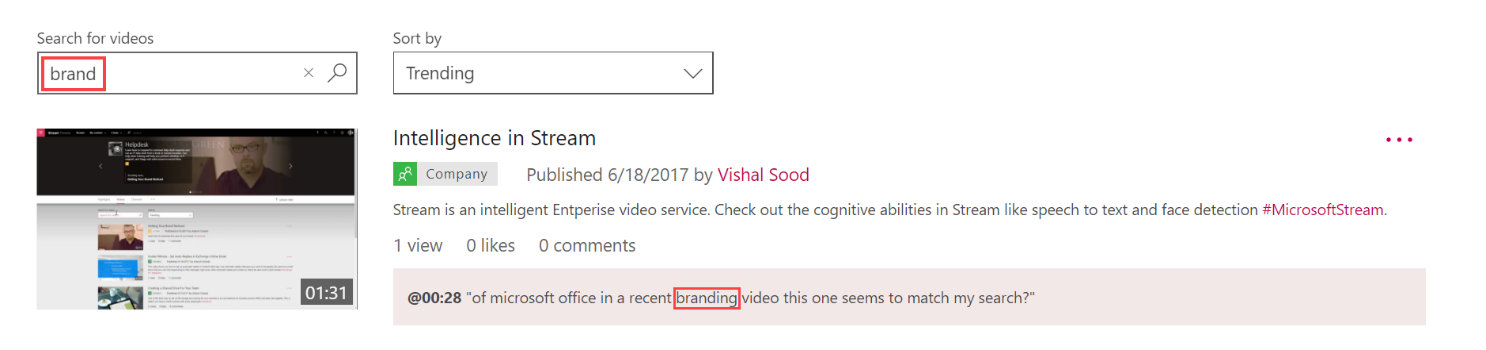 Search for videos
Sort by
brand
Trending
Helpdesk
Intelligence in Stream
Company
Published 6/18/2017 by Vishal Sood
Stream is an intelligent Entperise video service. Check out the cognitive abilities in Stream like speech to text and face detection #MicrosoftStream.
1 view 0 likes 0 comments
01:31
@00:28 "of microsoft office in a recent branding video this one seems to match my search?"